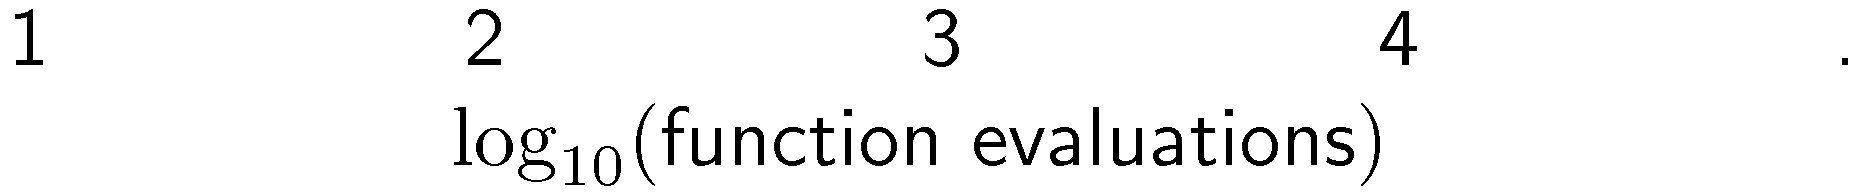 1 2 3 4 .
log₁₀(function evaluations)